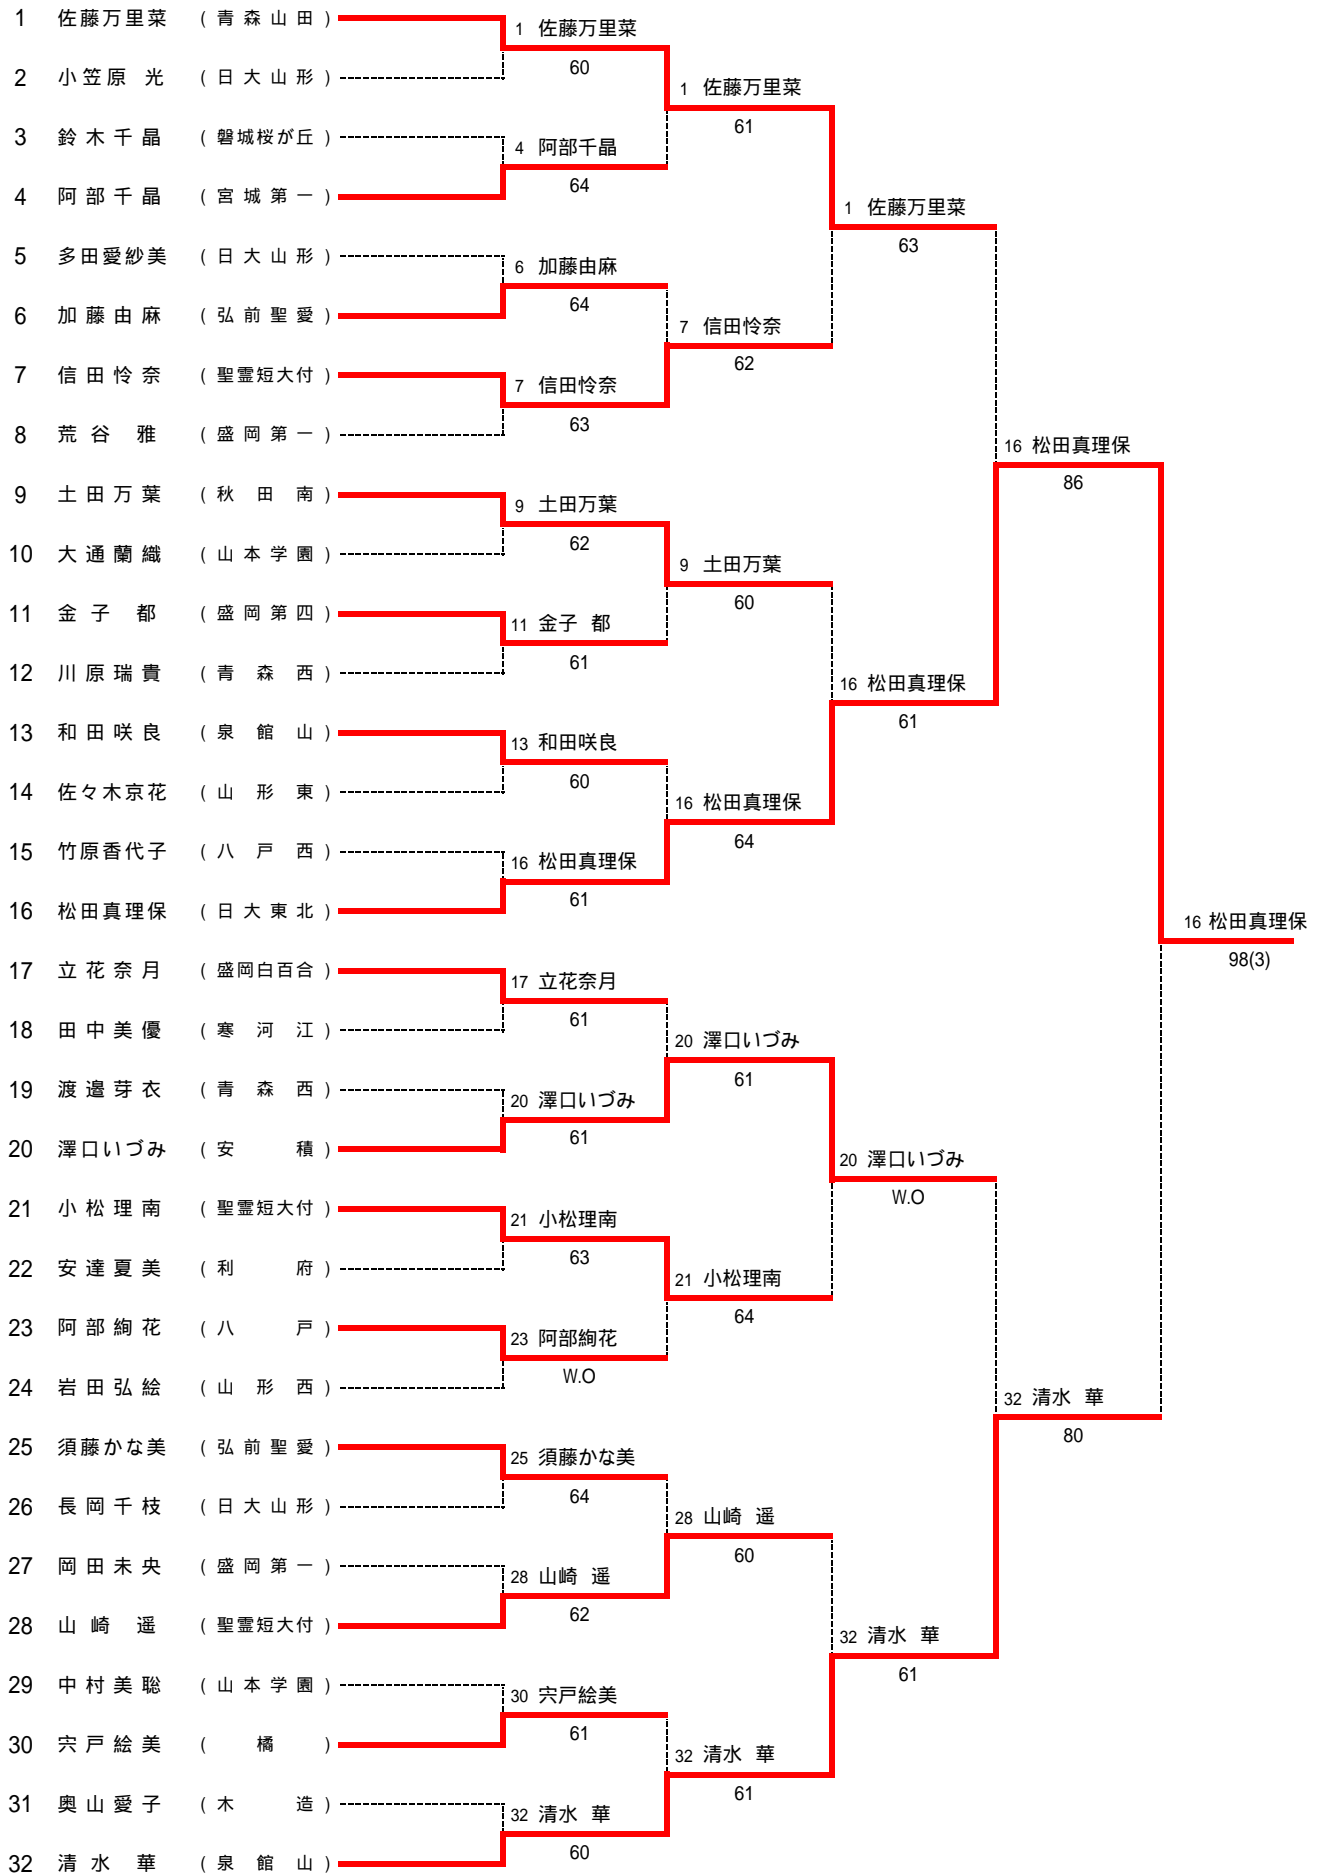 1 佐藤万里菜 (青森山田)
2 小笠原 光 (日大山形)
3 鈴木千晶 (磐城桜が丘)
4 阿部千晶 (宮城第一)
5 多田愛紗美 (日大山形)
6 加藤由麻 (弘前聖愛)
7 信田怜奈 (聖霊短大付)
8 荒谷 雅 (盛岡第一)
9 土田万葉 (秋田南)
10 大通蘭織 (山本学園)
11 金子 都 (盛岡第四)
12 川原瑞貴 (青森西)
13 和田咲良 (泉館山)
14 佐々木京花 (山形東)
15 竹原香代子 (八戸西)
16 松田真理保 (日大東北)
17 立花奈月 (盛岡白百合)
18 田中美優 (寒河江)
19 渡邉芽衣 (青森西)
20 澤口いづみ (安積)
21 小松理南 (聖霊短大付)
22 安達夏美 (利府)
23 阿部絢花 (八戸)
24 岩田弘絵 (山形西)
25 須藤かな美 (弘前聖愛)
26 長岡千枝 (日大山形)
27 岡田未央 (盛岡第一)
28 山崎 遥 (聖霊短大付)
29 中村美聡 (山本学園)
30 宍戸絵美 (橘)
31 奥山愛子 (木造)
32 清水 華 (泉館山)
1 佐藤万里菜
60
4 阿部千晶
64
6 加藤由麻
64
7 信田怜奈
63
9 土田万葉
62
11 金子 都
61
13 和田咲良
60
16 松田真理保
61
17 立花奈月
61
20 澤口いづみ
61
21 小松理南
63
23 阿部絢花
W.O
25 須藤かな美
64
28 山崎 遥
62
30 宍戸絵美
61
32 清水 華
60
1 佐藤万里菜
61
7 信田怜奈
62
9 土田万葉
60
16 松田真理保
64
20 澤口いづみ
61
21 小松理南
64
28 山崎 遥
60
32 清水 華
61
1 佐藤万里菜
63
16 松田真理保
61
20 澤口いづみ
W.O
32 清水 華
61
16 松田真理保
86
32 清水 華
80
16 松田真理保
98(3)